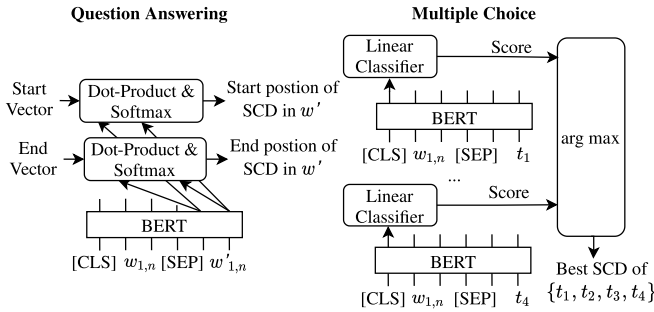 Question Answering
Start
Vector
Dot-Product &
Softmax
Start postion of
SCD in w'
End
Vector
Dot-Product &
Softmax
End postion of
SCD in w'
BERT
[CLS] w1,n [SEP] w'1,n
Multiple Choice
Linear
Classifier
Score
BERT
[CLS] w1,n [SEP] t1
...
Linear
Classifier
Score
BERT
[CLS] w1,n [SEP] t4
arg max
Best SCD of
{t1, t2, t3, t4}